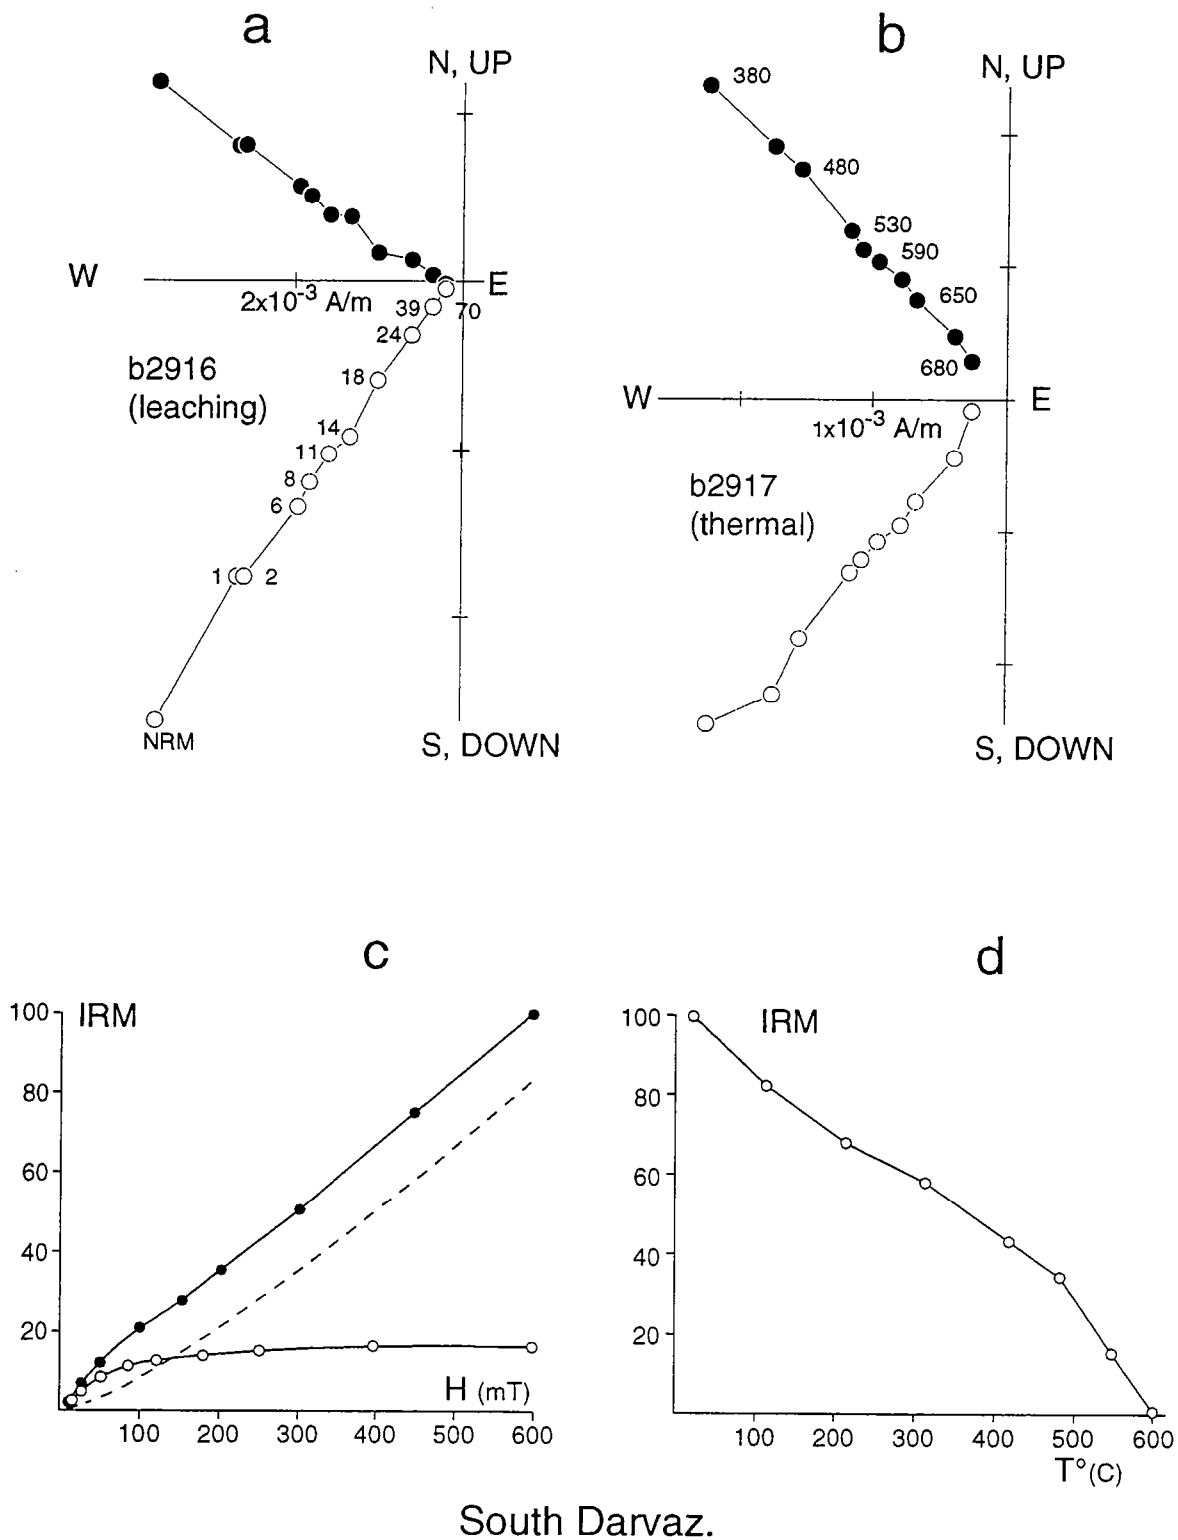 a
N, UP
W
E
2x10⁻³ A/m
39
70
24
b2916
(leaching)
18
14
11
8
6
1
2
NRM
S, DOWN
b
N, UP
380
480
530
590
650
680
W
E
1x10⁻³ A/m
b2917
(thermal)
S, DOWN
c
100
IRM
80
60
40
20
H (mT)
100 200 300 400 500 600
d
100
IRM
80
60
40
20
100 200 300 400 500 600
T°(C)
South Darvaz.